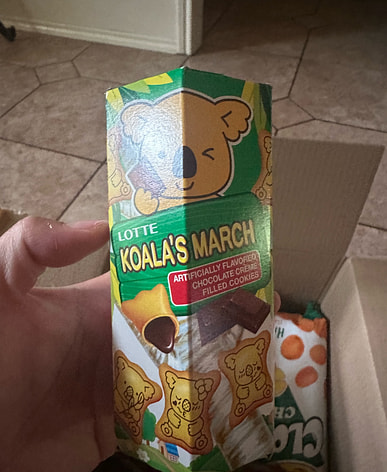 LOTTE
KOALA'S MARCH
ARTIFICIALLY FLAVORED
CHOCOLATE CREME
FILLED COOKIES